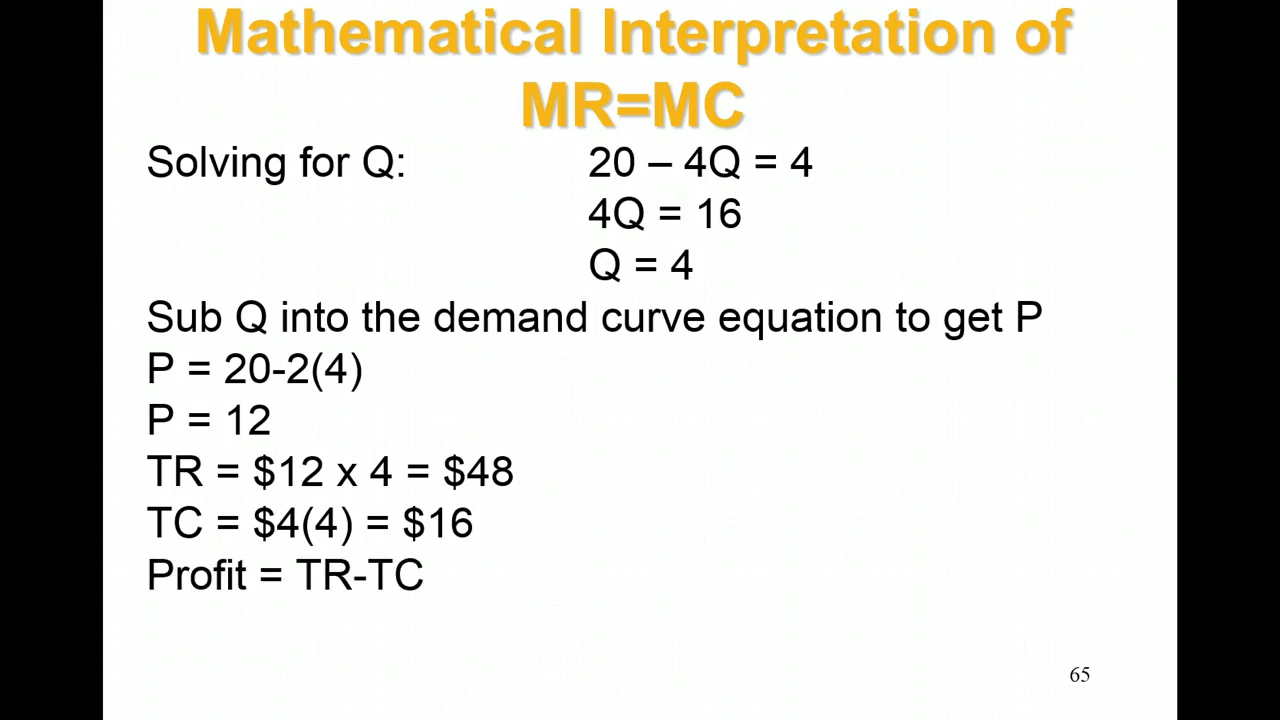 Mathematical Interpretation of
MR=MC
Solving for Q: 20 – 4Q = 4
4Q = 16
Q = 4
Sub Q into the demand curve equation to get P
P = 20-2(4)
P = 12
TR = $12 x 4 = $48
TC = $4(4) = $16
Profit = TR-TC
65